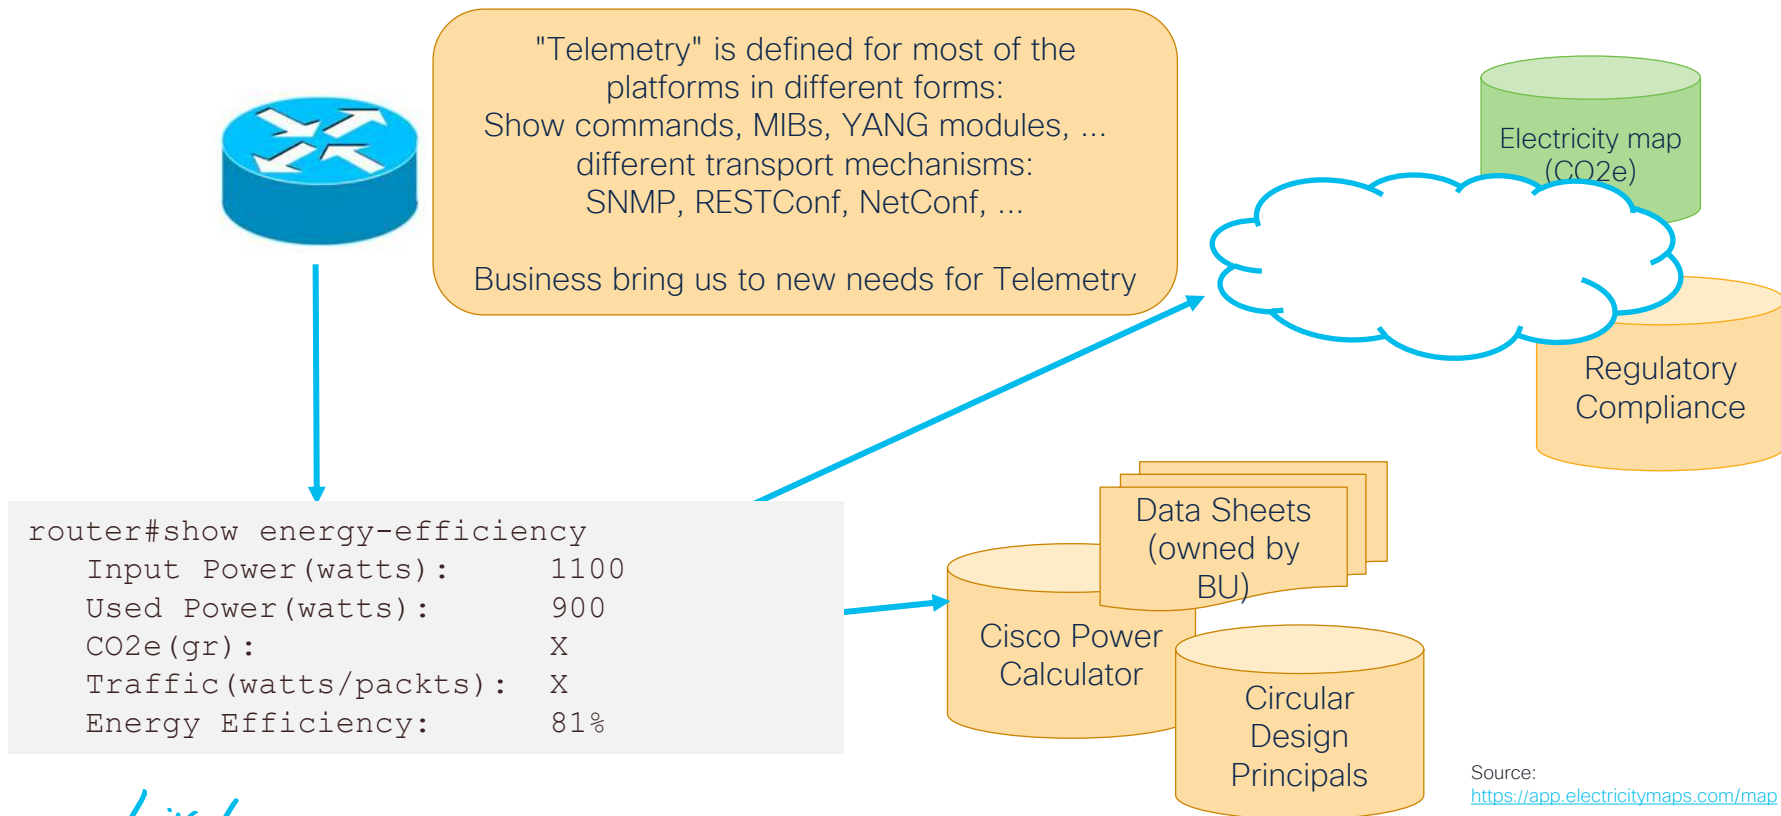 "Telemetry" is defined for most of the
platforms in different forms:
Show commands, MIBs, YANG modules, ...
different transport mechanisms:
SNMP, RESTConf, NetConf, ...
Business bring us to new needs for Telemetry
Electricity map
(CO2e)
Regulatory
Compliance
router#show energy-efficiency
Input Power(watts): 1100
Used Power(watts): 900
CO2e(gr): X
Traffic(watts/packts): X
Energy Efficiency: 81%
Data Sheets
(owned by
BU)
Cisco Power
Calculator
Circular
Design
Principals
Source:
https://app.electricitymaps.com/map